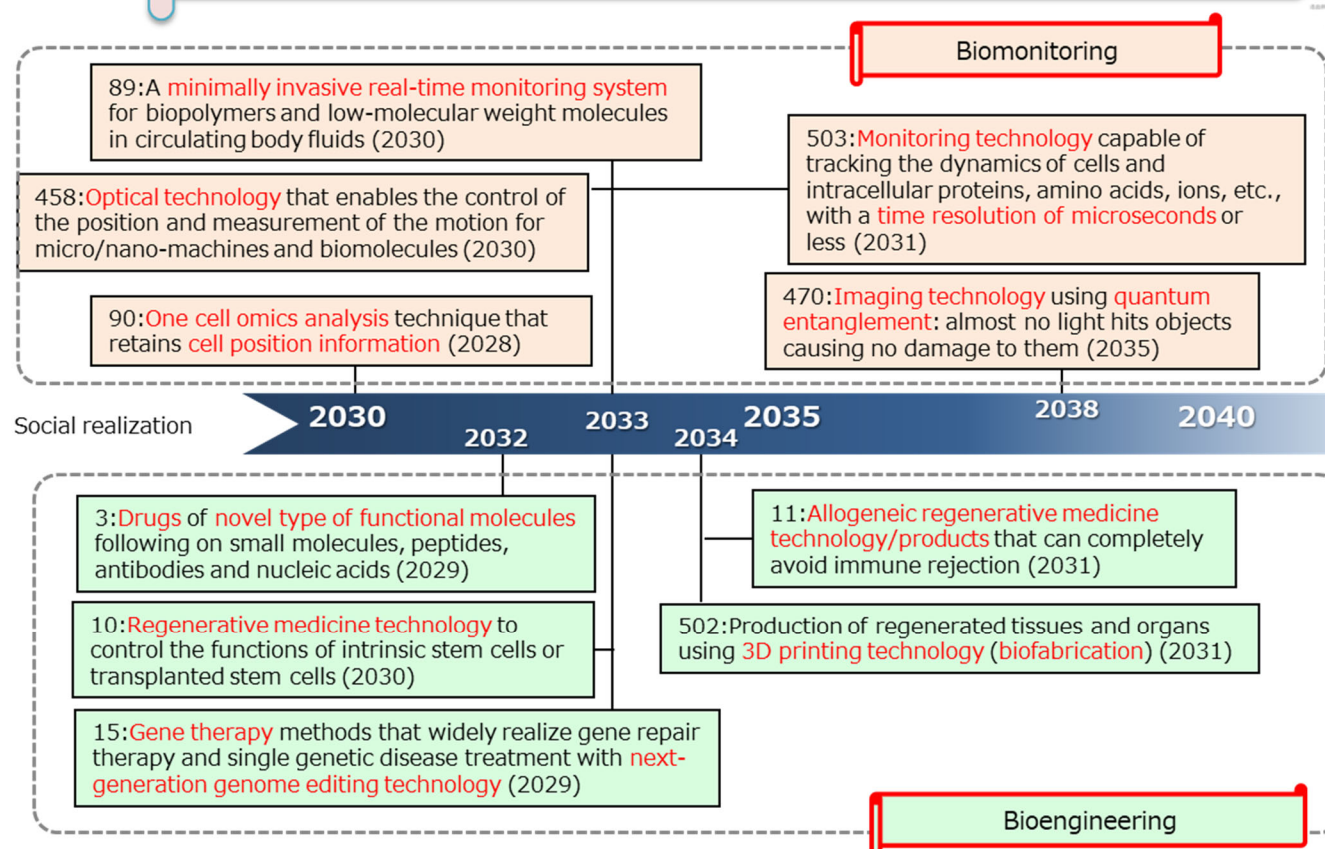 Biomonitoring
89:A minimally invasive real-time monitoring system
for biopolymers and low-molecular weight molecules
in circulating body fluids (2030)
503:Monitoring technology capable of
tracking the dynamics of cells and
intracellular proteins, amino acids, ions, etc.,
with a time resolution of microseconds or
less (2031)
458:Optical technology that enables the control of
the position and measurement of the motion for
micro/nano-machines and biomolecules (2030)
470:Imaging technology using quantum
entanglement: almost no light hits objects
causing no damage to them (2035)
90:One cell omics analysis technique that
retains cell position information (2028)
Social realization
2030
2032
2033
2034
2035
2038
2040
3:Drugs of novel type of functional molecules
following on small molecules, peptides,
antibodies and nucleic acids (2029)
11:Allogeneic regenerative medicine
technology/products that can completely
avoid immune rejection (2031)
10:Regenerative medicine technology to
control the functions of intrinsic stem cells or
transplanted stem cells (2030)
502:Production of regenerated tissues and organs
using 3D printing technology (biofabrication) (2031)
15:Gene therapy methods that widely realize gene repair
therapy and single genetic disease treatment with next-
generation genome editing technology (2029)
Bioengineering